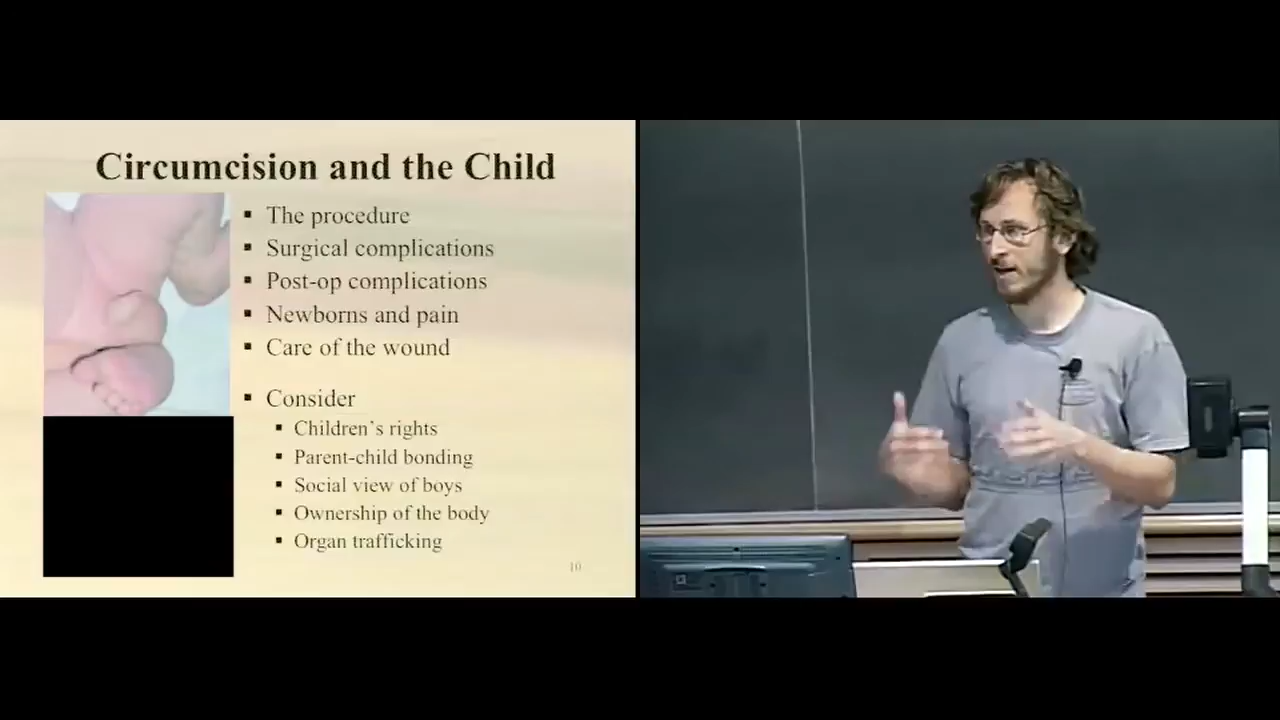 Circumcision and the Child
The procedure
Surgical complications
Post-op complications
Newborns and pain
Care of the wound
Consider
Children's rights
Parent-child bonding
Social view of boys
Ownership of the body
Organ trafficking
10